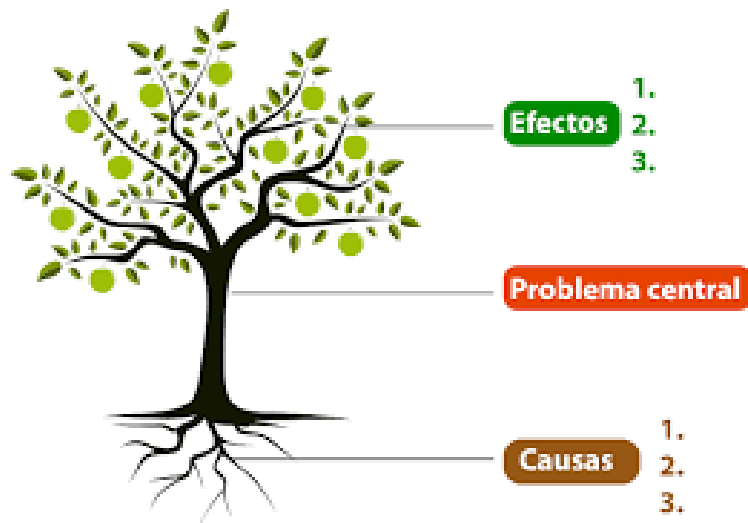 1.
Efectos 2.
3.
Problema central
1.
Causas 2.
3.